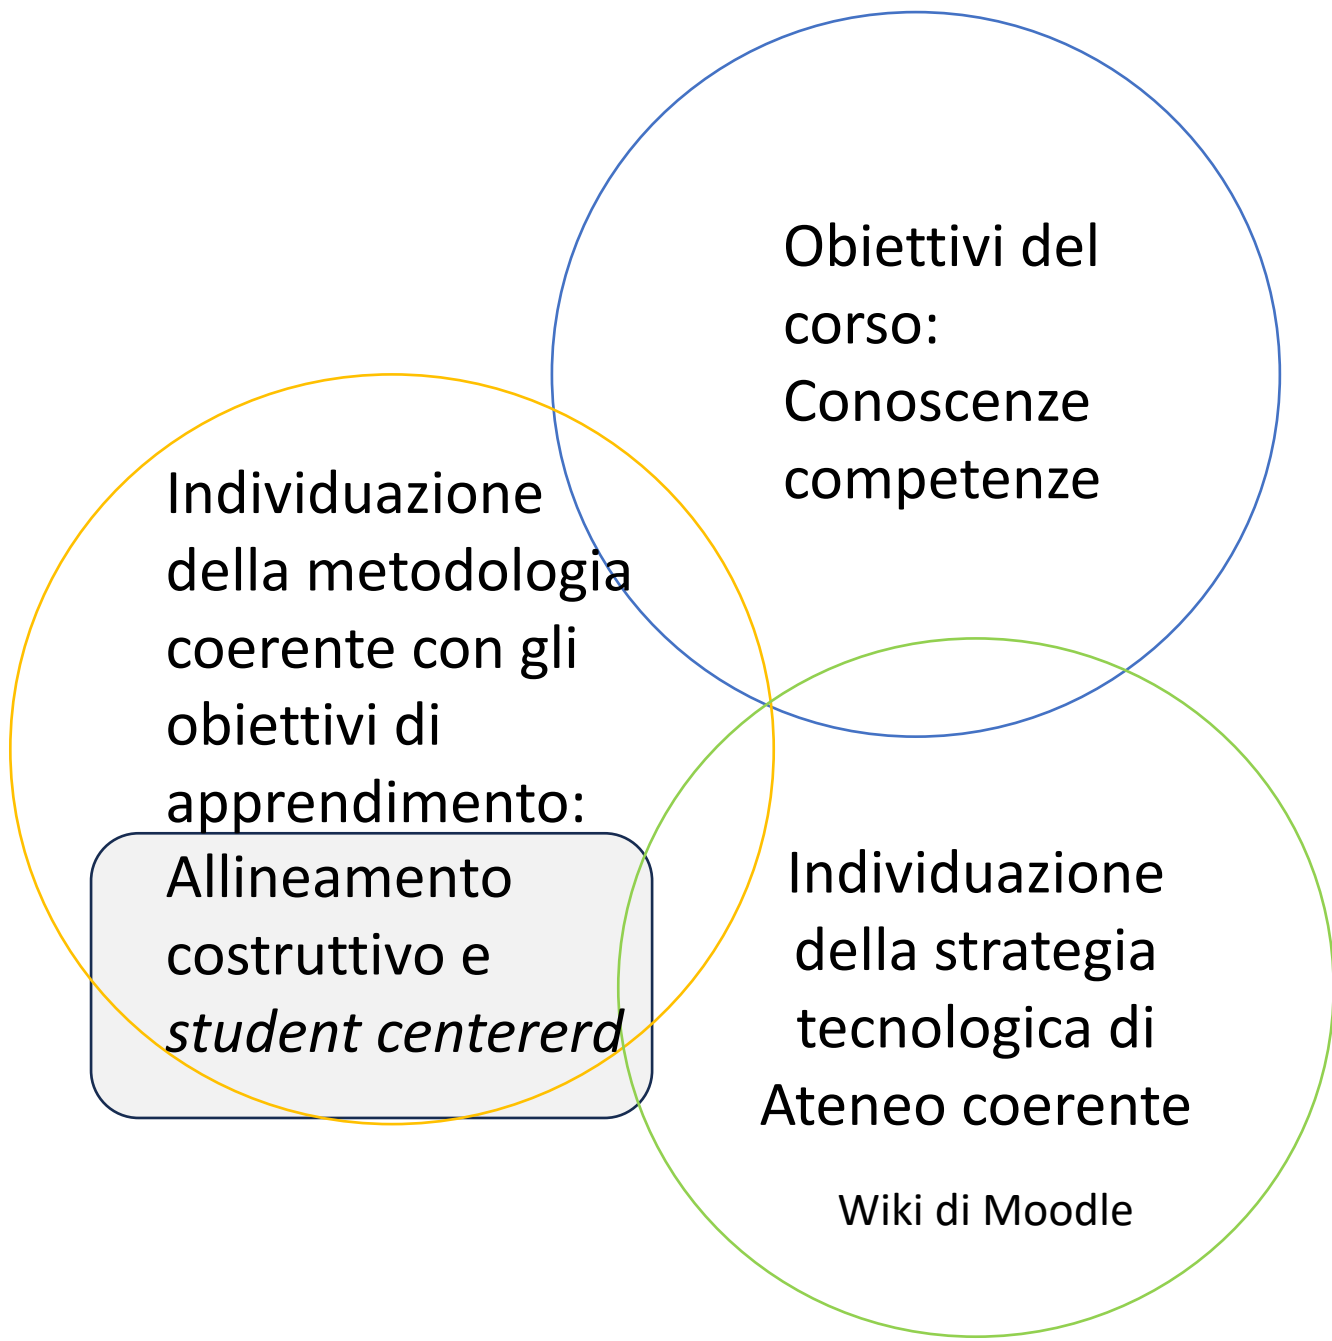 Obiettivi del
corso:
Conoscenze
competenze
Individuazione
della metodologia
coerente con gli
obiettivi di
apprendimento:
Allineamento
costruttivo e
student centererd
Individuazione
della strategia
tecnologica di
Ateneo coerente
Wiki di Moodle